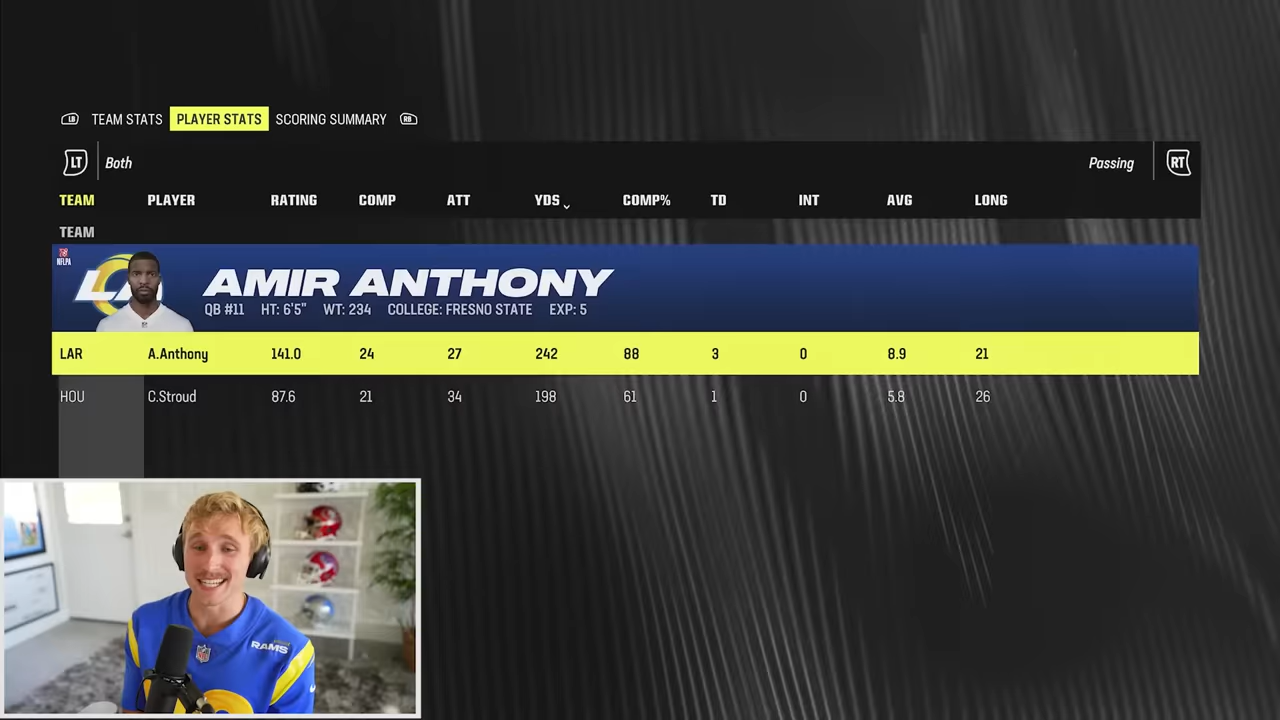 LB TEAM STATS PLAYER STATS SCORING SUMMARY RB
LT Both Passing RT
TEAM PLAYER RATING COMP ATT YDS COMP% TD INT AVG LONG
TEAM
NFLPA
LA
AMIR ANTHONY
QB #11 HT: 6'5" WT: 234 COLLEGE: FRESNO STATE EXP: 5
LAR A.Anthony 141.0 24 27 242 88 3 0 8.9 21
HOU C.Stroud 87.6 21 34 198 61 1 0 5.8 26
RAMS